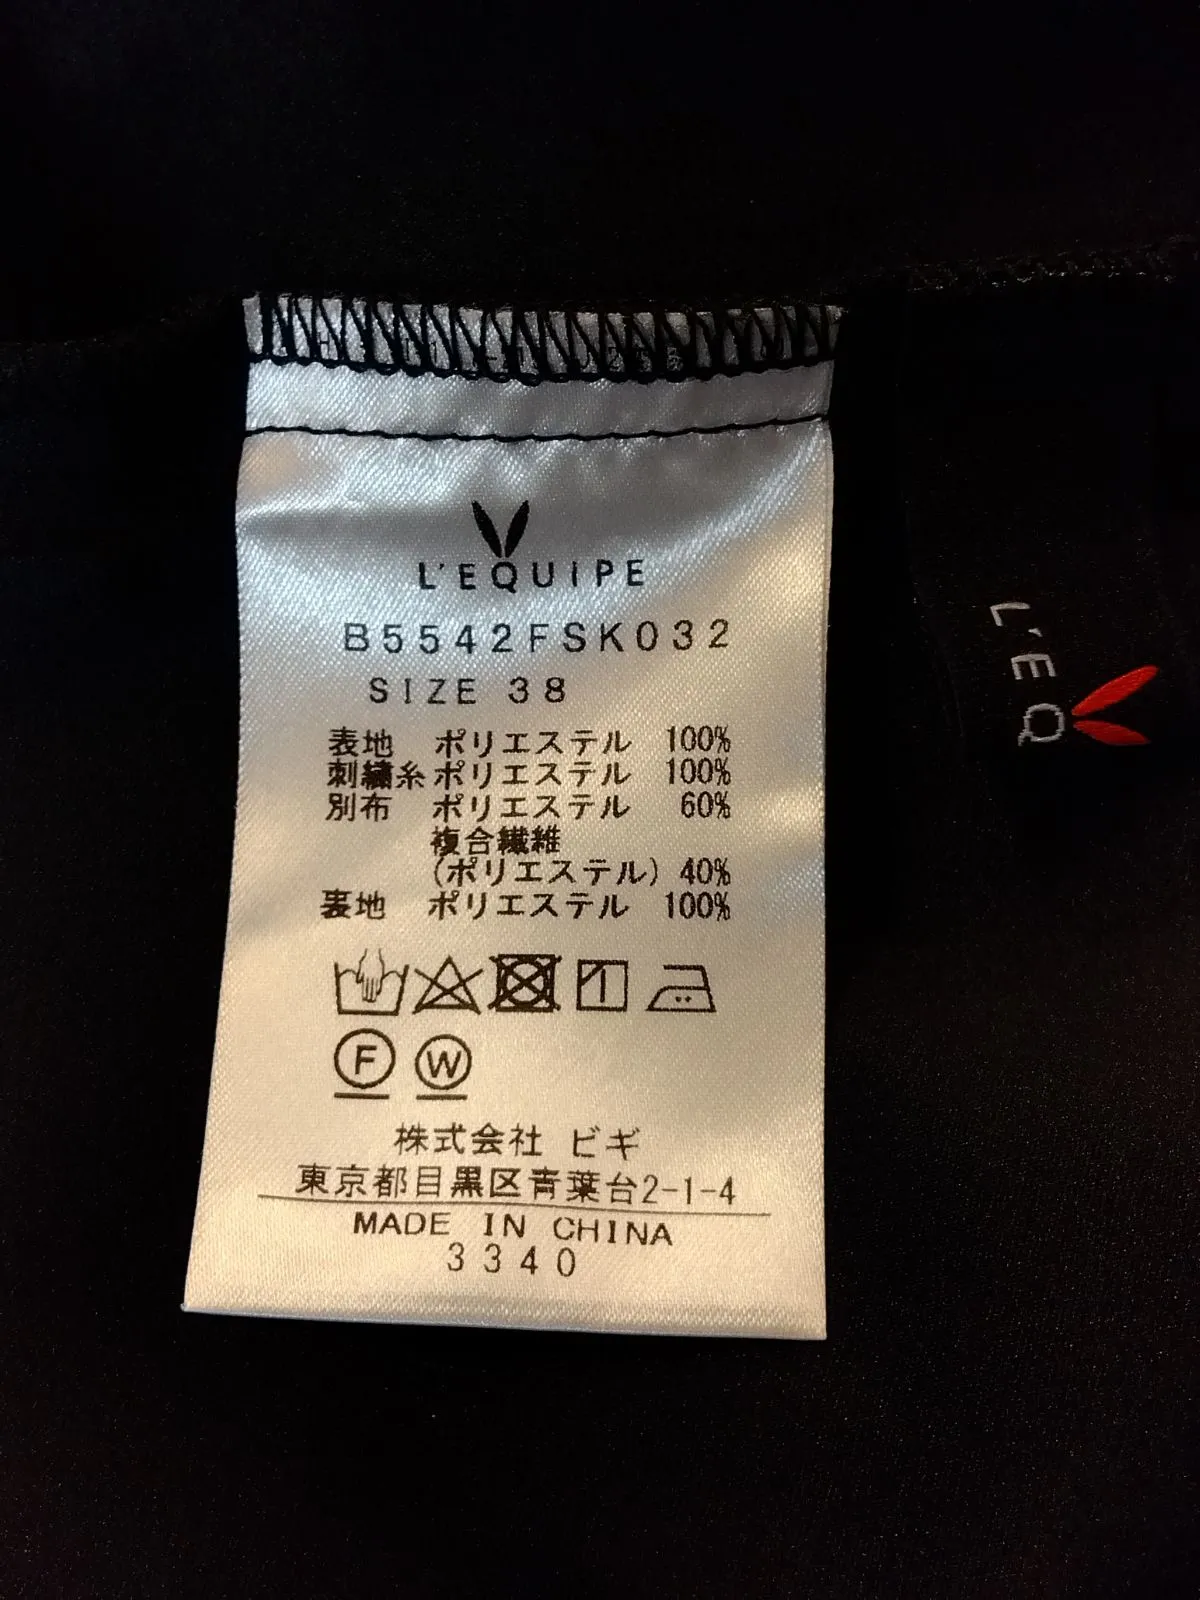 L'EQUIPE
B5542FSK032
SIZE 38
表地 ポリエステル 100%
刺繍糸 ポリエステル 100%
別布 ポリエステル 60%
複合繊維
(ポリエステル) 40%
裏地 ポリエステル 100%
F W
株式会社 ビギ
東京都目黒区青葉台2-1-4
MADE IN CHINA
3340
L'EQ